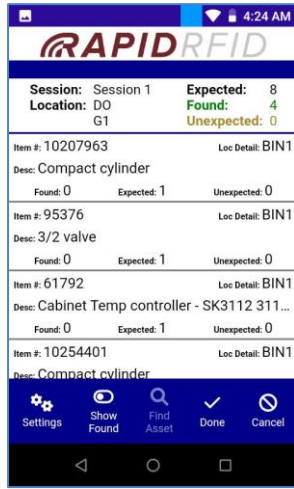 4:24 AM
RAPIDRFID
Session: Session 1 Expected: 8
Location: DO Found: 4
G1 Unexpected: 0
Item #: 10207963 Loc Detail: BIN1
Desc: Compact cylinder
Found: 0 Expected: 1 Unexpected: 0
Item #: 95376 Loc Detail: BIN1
Desc: 3/2 valve
Found: 0 Expected: 1 Unexpected: 0
Item #: 61792 Loc Detail: BIN1
Desc: Cabinet Temp controller - SK3112 311...
Found: 0 Expected: 1 Unexpected: 0
Item #: 10254401 Loc Detail: BIN1
Desc: Compact cylinder
Settings Show Found Find Asset Done Cancel